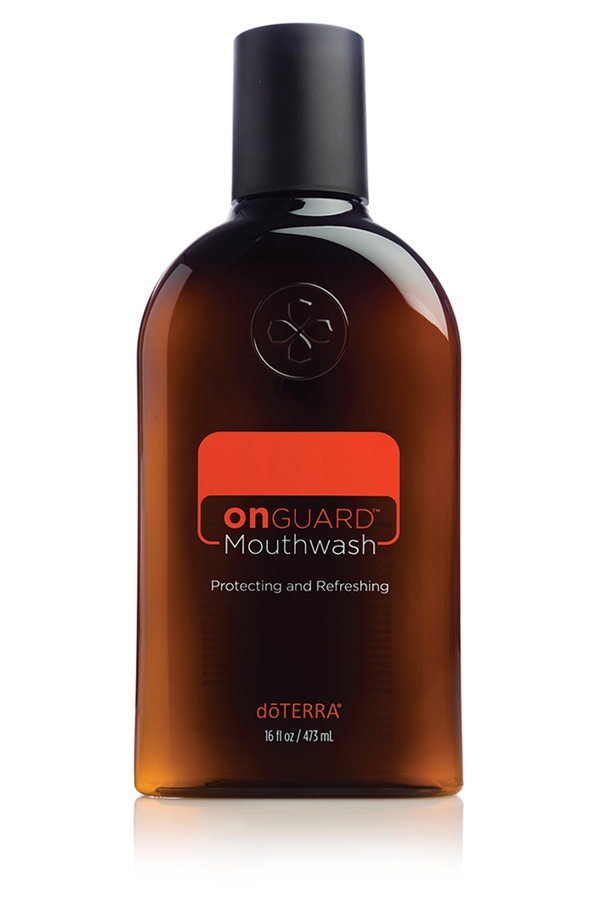 onGUARD™
Mouthwash
Protecting and Refreshing
dōTERRA®
16 fl oz / 473 mL